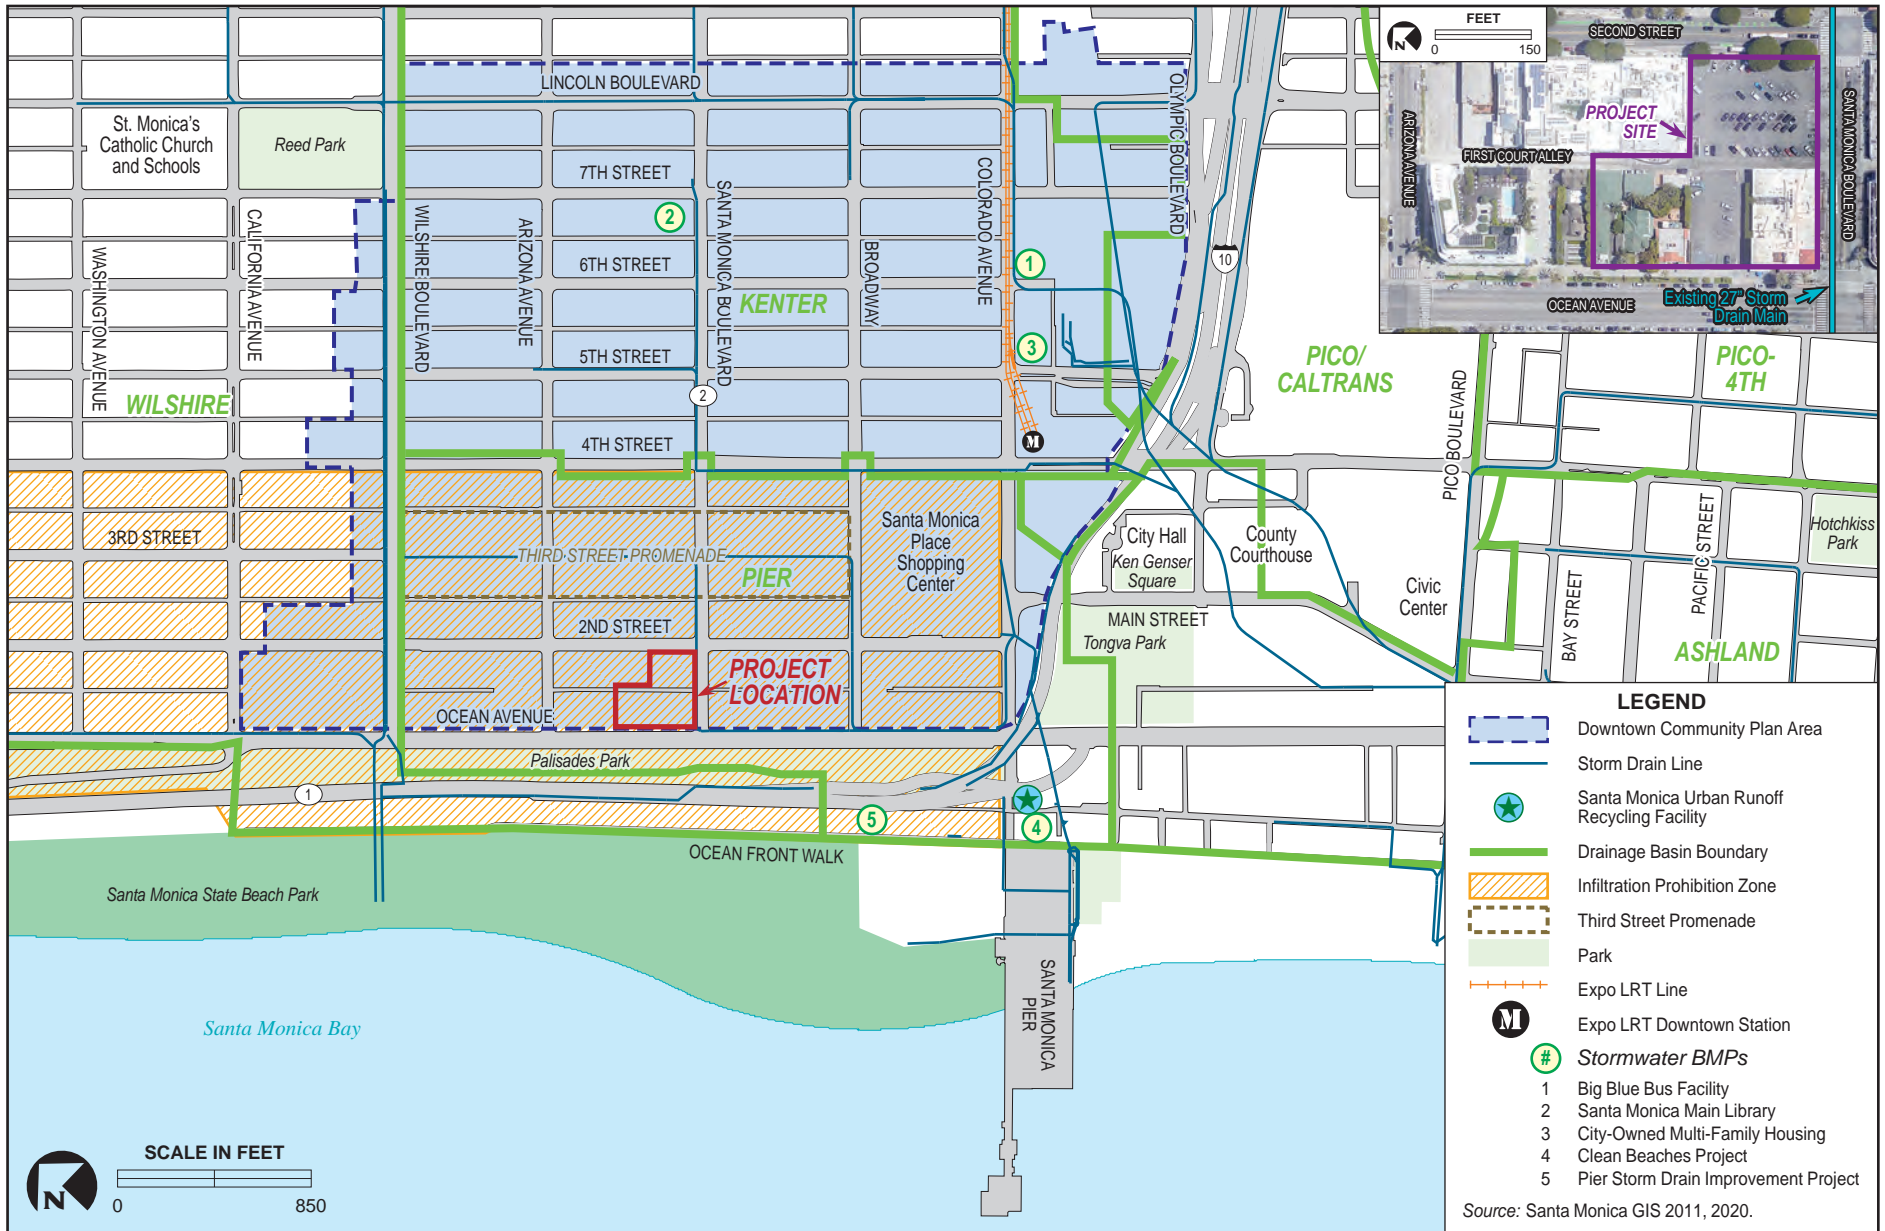 FEET
0
150
N
SECOND STREET
ARIZONA AVENUE
PROJECT
SITE
FIRST COURT ALLEY
SANTA MONICA BOULEVARD
OCEAN AVENUE
Existing 27" Storm
Drain Main
LINCOLN BOULEVARD
OLYMPIC BOULEVARD
St. Monica's
Catholic Church
and Schools
Reed Park
7TH STREET
COLORADO AVENUE
SANTA MONICA BOULEVARD
2
WILSHIRE BOULEVARD
CALIFORNIA AVENUE
ARIZONA AVENUE
WASHINGTON AVENUE
6TH STREET
BROADWAY
1
10
KENTER
5TH STREET
3
PICO/
CALTRANS
PICO-
4TH
PICO BOULEVARD
WILSHIRE
2
4TH STREET
M
3RD STREET
Santa Monica
Place
Shopping
Center
THIRD STREET PROMENADE
PIER
City Hall
Ken Genser
Square
County
Courthouse
Civic
Center
PACIFIC STREET
Hotchkiss
Park
BAY STREET
2ND STREET
MAIN STREET
Tongva Park
ASHLAND
PROJECT
LOCATION
OCEAN AVENUE
Palisades Park
1
5
4
OCEAN FRONT WALK
Santa Monica State Beach Park
SANTA MONICA
PIER
Santa Monica Bay
N
SCALE IN FEET
0
850
LEGEND
Downtown Community Plan Area
Storm Drain Line
Santa Monica Urban Runoff
Recycling Facility
Drainage Basin Boundary
Infiltration Prohibition Zone
Third Street Promenade
Park
Expo LRT Line
M
Expo LRT Downtown Station
# Stormwater BMPs
1 Big Blue Bus Facility
2 Santa Monica Main Library
3 City-Owned Multi-Family Housing
4 Clean Beaches Project
5 Pier Storm Drain Improvement Project
Source: Santa Monica GIS 2011, 2020.